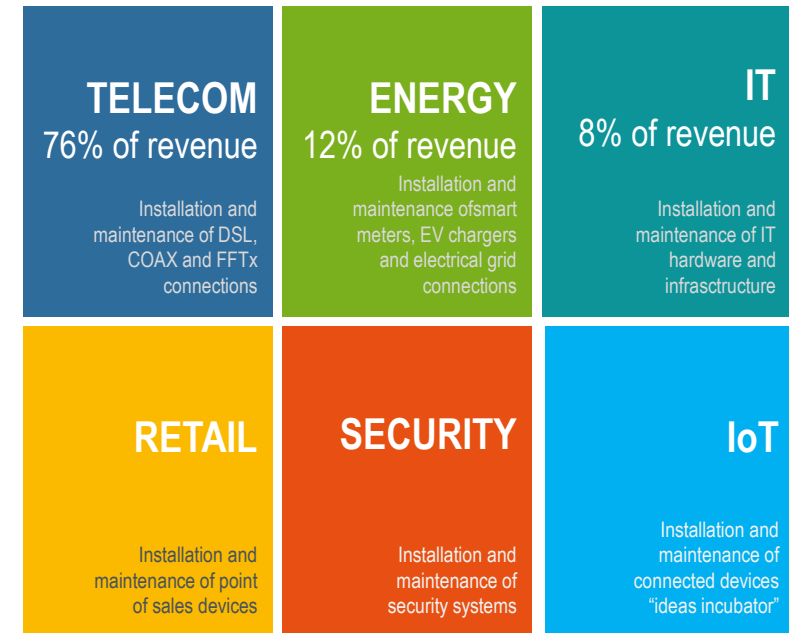 TELECOM
76% of revenue
Installation and
maintenance of DSL,
COAX and FFTx
connections
ENERGY
12% of revenue
Installation and
maintenance ofsmart
meters, EV chargers
and electrical grid
connections
IT
8% of revenue
Installation and
maintenance of IT
hardware and
infrasctructure
RETAIL
Installation and
maintenance of point
of sales devices
SECURITY
Installation and
maintenance of
security systems
IoT
Installation and
maintenance of
connected devices
“ideas incubator”